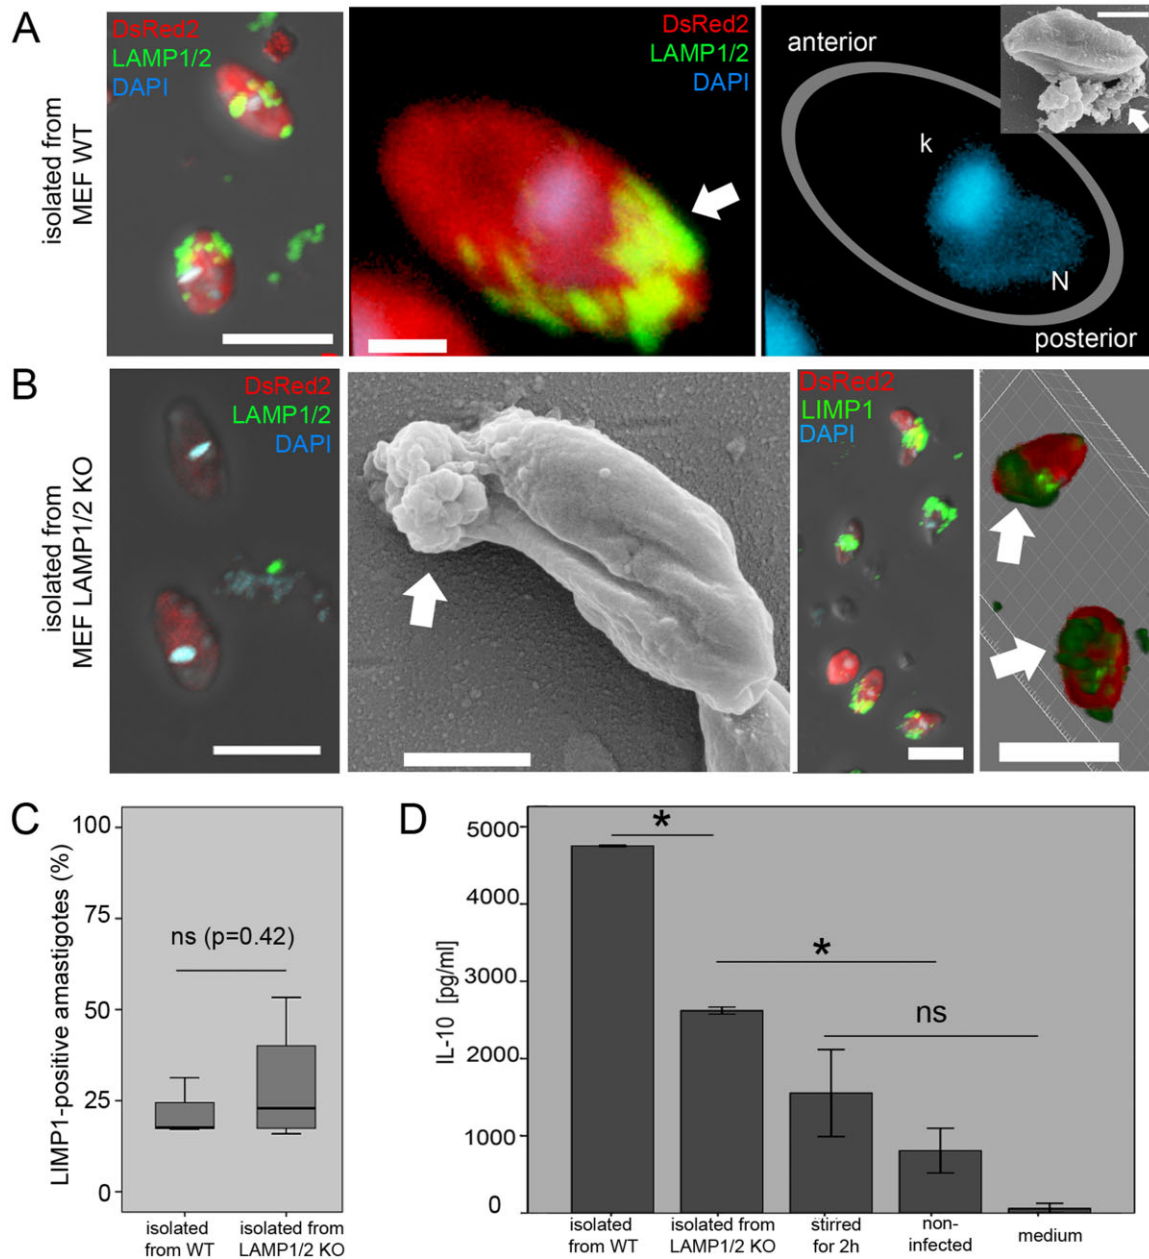 A
isolated from
MEF WT
DsRed2
LAMP1/2
DAPI
DsRed2
LAMP1/2
DAPI
anterior
k
N
posterior
B
isolated from
MEF LAMP1/2 KO
DsRed2
LAMP1/2
DAPI
DsRed2
LIMP1
DAPI
C
LIMP1-positive amastigotes (%)
100
75
50
25
0
ns (p=0.42)
isolated
from WT
isolated from
LAMP1/2 KO
D
IL-10 [pg/ml]
5000
4000
3000
2000
1000
0
*
*
ns
isolated
from WT
isolated from
LAMP1/2 KO
stirred
for 2h
non-
infected
medium